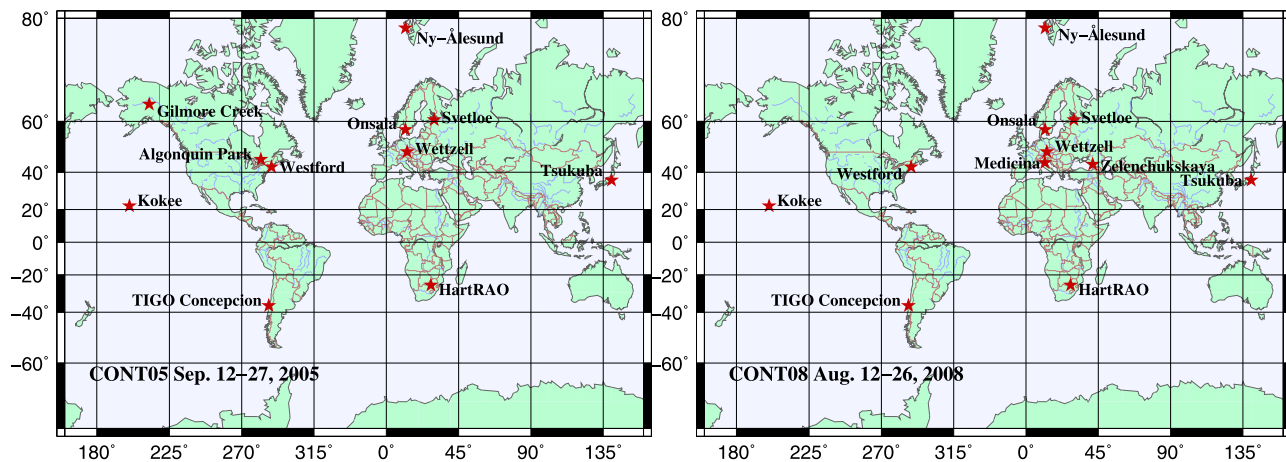 80° 80°
Ny−Ålesund Ny−Ålesund
Gilmore Creek
60° Onsala Svetloe 60° Onsala Svetloe
Algonquin Park Wettzell Wettzell
Westford Medicina Zelenchukskaya
Tsukuba Westford Tsukuba
40° 40°
Kokee Kokee
20° 20°
0° 0°
−20° −20°
HartRAO HartRAO
TIGO Concepcion TIGO Concepcion
−40° −40°
−60° −60°
CONT05 Sep. 12−27, 2005 CONT08 Aug. 12−26, 2008
180° 225° 270° 315° 0° 45° 90° 135° 180° 225° 270° 315° 0° 45° 90° 135°